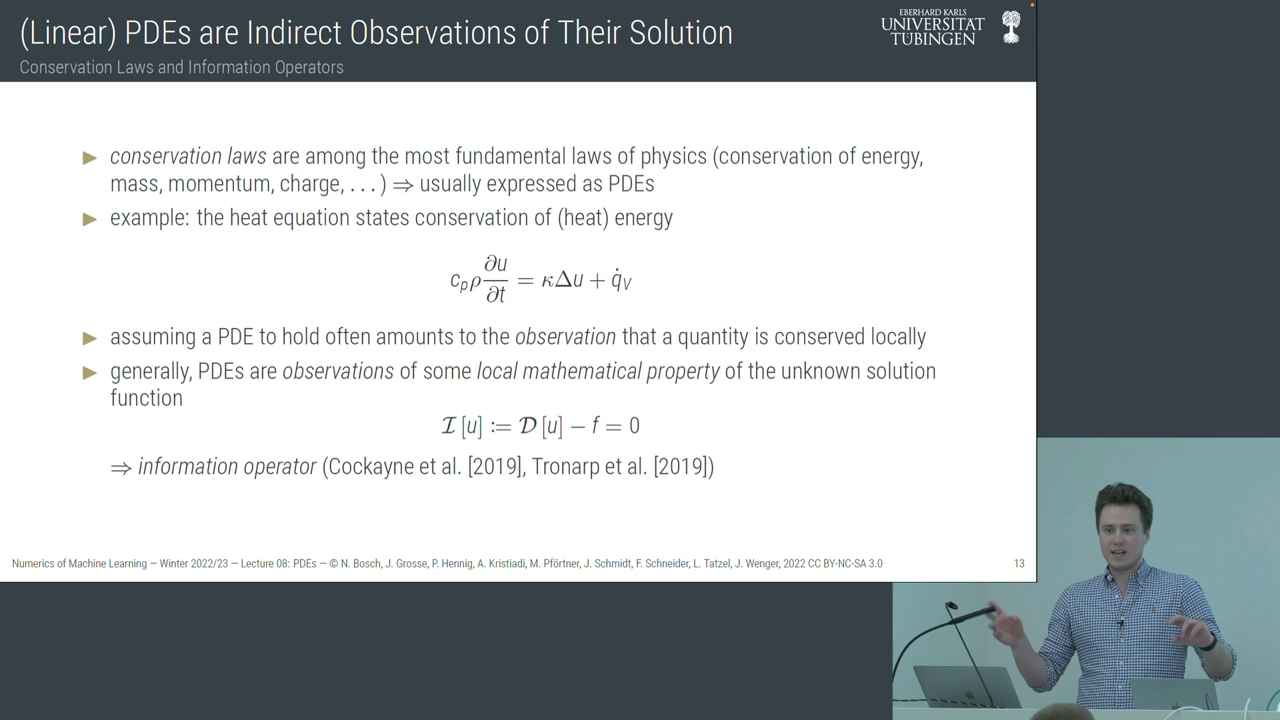 (Linear) PDEs are Indirect Observations of Their Solution
Conservation Laws and Information Operators
EBERHARD KARLS
UNIVERSITÄT
TÜBINGEN
▶ conservation laws are among the most fundamental laws of physics (conservation of energy,
mass, momentum, charge, . . . ) ⇒ usually expressed as PDEs
▶ example: the heat equation states conservation of (heat) energy
c_p ρ ∂u/∂t = κΔu + q̇_V
▶ assuming a PDE to hold often amounts to the observation that a quantity is conserved locally
▶ generally, PDEs are observations of some local mathematical property of the unknown solution
function
𝓘 [u] := 𝓓 [u] − f = 0
⇒ information operator (Cockayne et al. [2019], Tronarp et al. [2019])
Numerics of Machine Learning — Winter 2022/23 — Lecture 08: PDEs — © N. Bosch, J. Grosse, P. Hennig, A. Kristiadi, M. Pförtner, J. Schmidt, F. Schneider, L. Tatzel, J. Wenger, 2022 CC BY-NC-SA 3.0
13